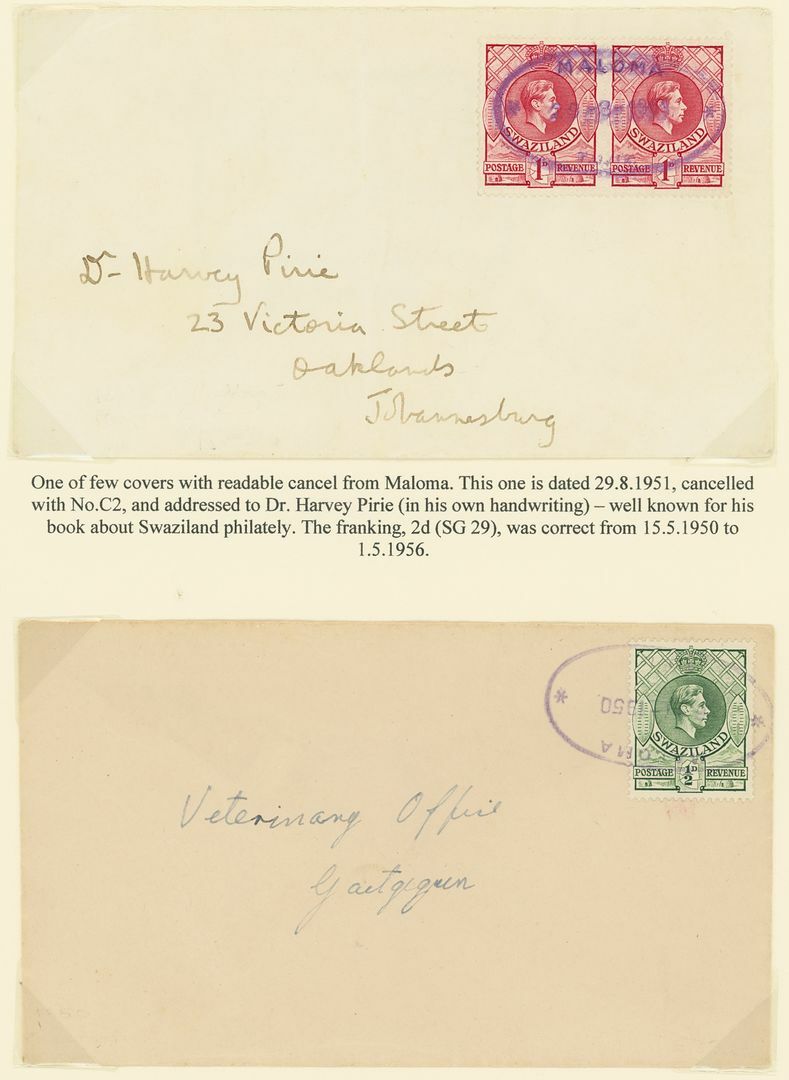 MALOMA
SWAZILAND SWAZILAND
POSTAGE 1D REVENUE POSTAGE 1D REVENUE
Dr Harvey Pirie
23 Victoria Street
Oaklands
Johannesburg
One of few covers with readable cancel from Maloma. This one is dated 29.8.1951, cancelled
with No.C2, and addressed to Dr. Harvey Pirie (in his own handwriting) – well known for his
book about Swaziland philately. The franking, 2d (SG 29), was correct from 15.5.1950 to
1.5.1956.
950
OMA
SWAZILAND
POSTAGE ½D REVENUE
Veterinary Office